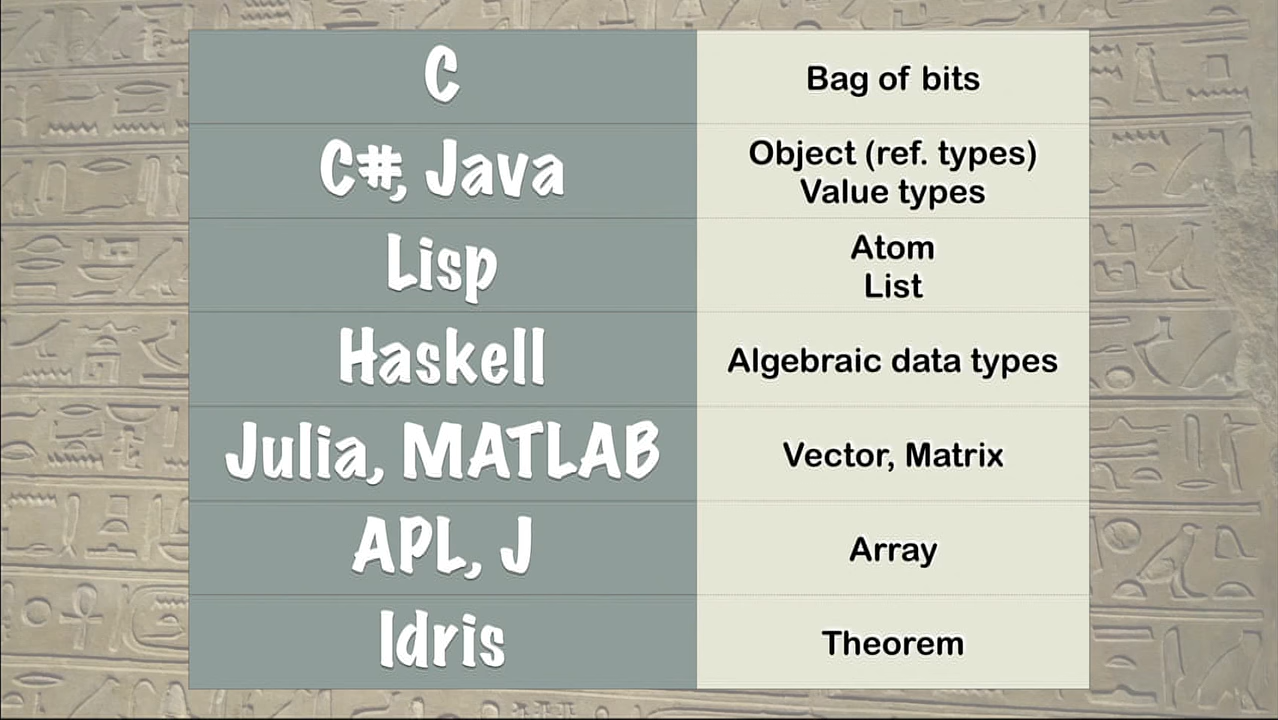 C
Bag of bits
C#, Java
Object (ref. types)
Value types
Lisp
Atom
List
Haskell
Algebraic data types
Julia, MATLAB
Vector, Matrix
APL, J
Array
Idris
Theorem